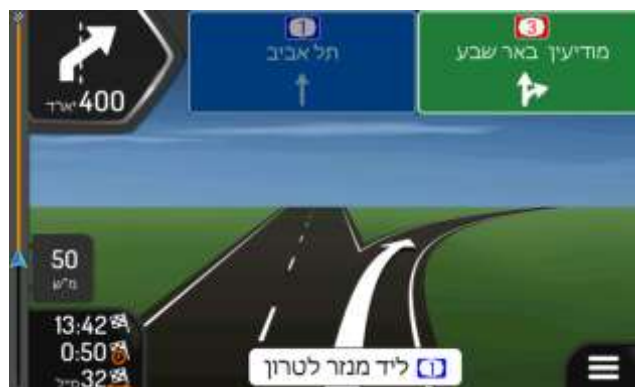 1
תל אביב
3
מודיעין באר שבע
400 יארד
50
מ"ש
13:42
0:50
32 מייל
1 ליד מנזר לטרון